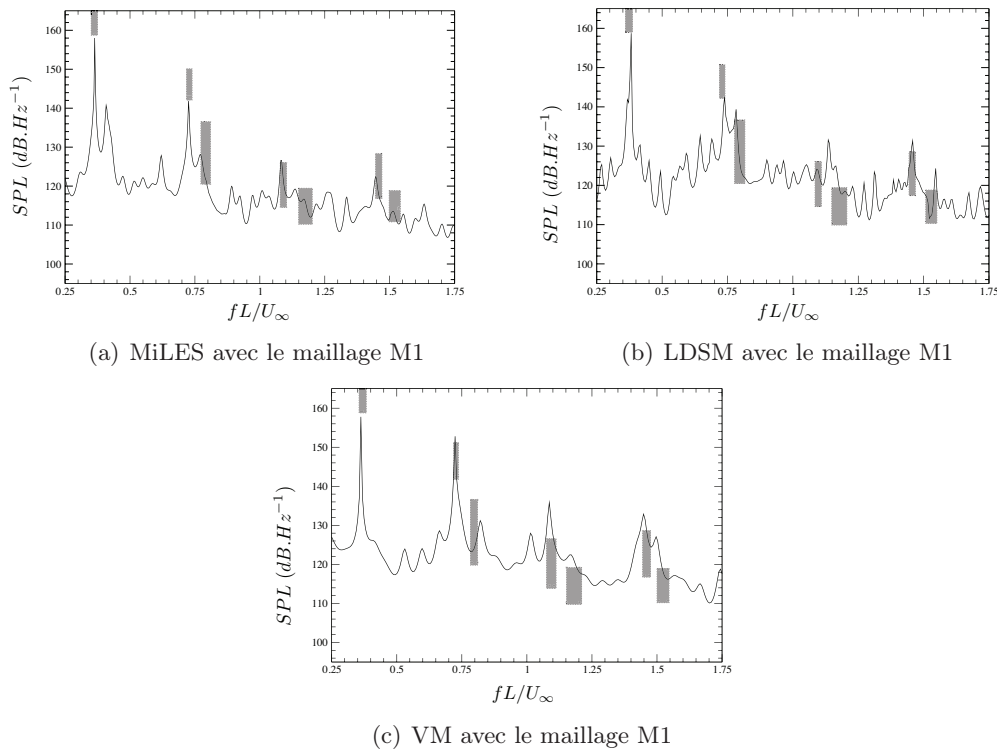 160
150
140
130
120
110
100
SPL (dB.Hz⁻¹)
0.25 0.5 0.75 1 1.25 1.5 1.75
fL/U∞
(a) MiLES avec le maillage M1
160
150
140
130
120
110
100
SPL (dB.Hz⁻¹)
0.25 0.5 0.75 1 1.25 1.5 1.75
fL/U∞
(b) LDSM avec le maillage M1
160
150
140
130
120
110
100
SPL (dB.Hz⁻¹)
0.25 0.5 0.75 1 1.25 1.5 1.75
fL/U∞
(c) VM avec le maillage M1